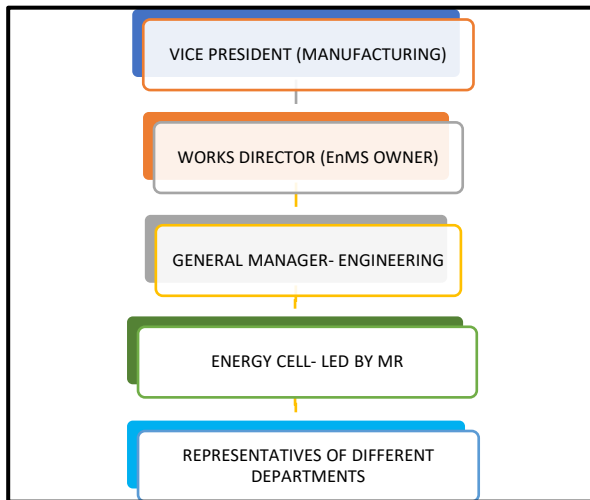 VICE PRESIDENT (MANUFACTURING)
WORKS DIRECTOR (EnMS OWNER)
GENERAL MANAGER- ENGINEERING
ENERGY CELL- LED BY MR
REPRESENTATIVES OF DIFFERENT
DEPARTMENTS